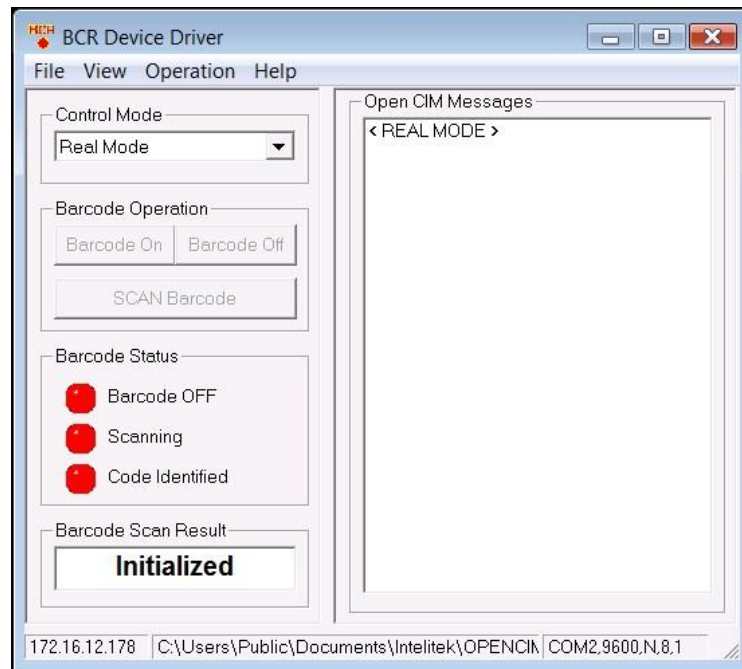 BCR Device Driver
File View Operation Help
Control Mode
Real Mode
Barcode Operation
Barcode On Barcode Off
SCAN Barcode
Barcode Status
Barcode OFF
Scanning
Code Identified
Barcode Scan Result
Initialized
Open CIM Messages
< REAL MODE >
172.16.12.178 C:\Users\Public\Documents\Intelitek\OPENCIM COM2,9600,N,8,1